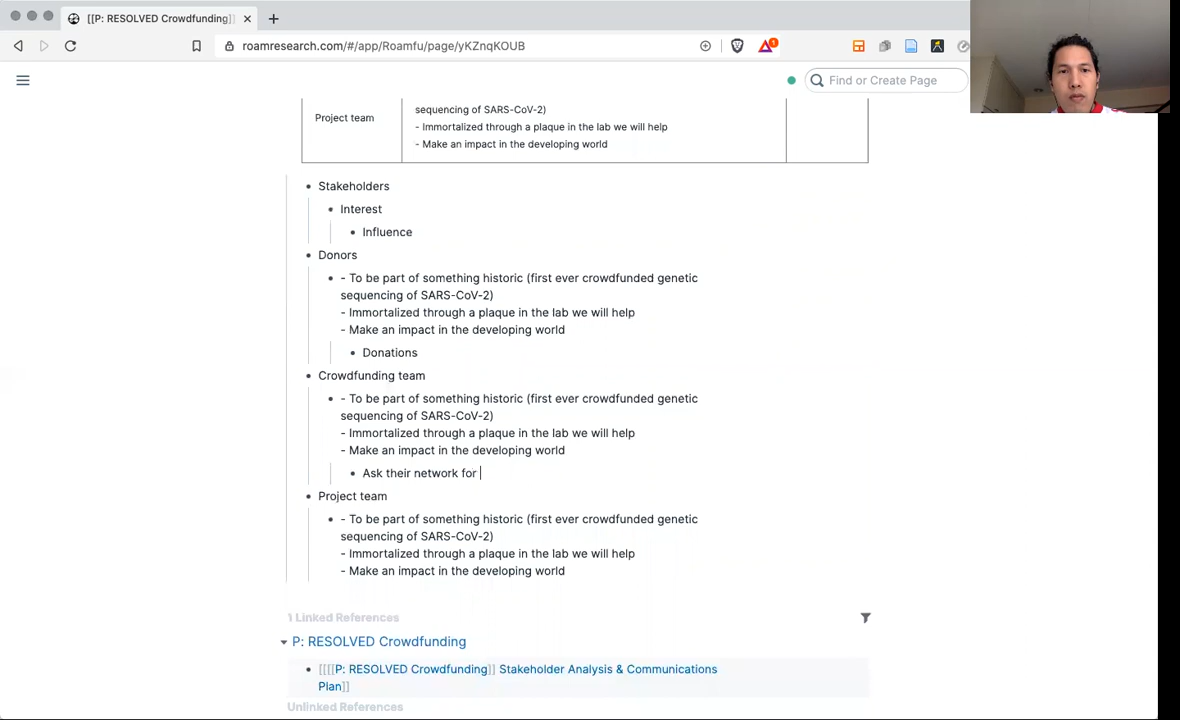 [[P: RESOLVED Crowdfunding]]
roamresearch.com/#/app/Roamfu/page/yKZnqKOUB
1
Find or Create Page
sequencing of SARS-CoV-2)
Project team
- Immortalized through a plaque in the lab we will help
- Make an impact in the developing world
Stakeholders
Interest
Influence
Donors
- To be part of something historic (first ever crowdfunded genetic
sequencing of SARS-CoV-2)
- Immortalized through a plaque in the lab we will help
- Make an impact in the developing world
Donations
Crowdfunding team
- To be part of something historic (first ever crowdfunded genetic
sequencing of SARS-CoV-2)
- Immortalized through a plaque in the lab we will help
- Make an impact in the developing world
Ask their network for
Project team
- To be part of something historic (first ever crowdfunded genetic
sequencing of SARS-CoV-2)
- Immortalized through a plaque in the lab we will help
- Make an impact in the developing world
1 Linked References
P: RESOLVED Crowdfunding
[[[[P: RESOLVED Crowdfunding]] Stakeholder Analysis & Communications
Plan]]
Unlinked References